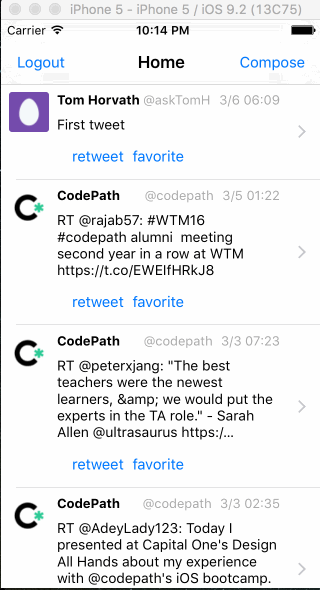 iPhone 5 - iPhone 5 / iOS 9.2 (13C75)
Carrier 10:14 PM
Logout Home Compose
Tom Horvath @askTomH 3/6 06:09
First tweet
retweet favorite
CodePath @codepath 3/5 01:22
RT @rajab57: #WTM16
#codepath alumni  meeting
second year in a row at WTM
https://t.co/EWEIfHRkJ8
retweet favorite
CodePath @codepath 3/3 07:23
RT @peterxjang: "The best
teachers were the newest
learners, &amp; we would put the
experts in the TA role." - Sarah
Allen @ultrasaurus https:/...
retweet favorite
CodePath @codepath 3/3 02:35
RT @AdeyLady123: Today I
presented at Capital One's Design
All Hands about my experience
with @codepath's iOS bootcamp.